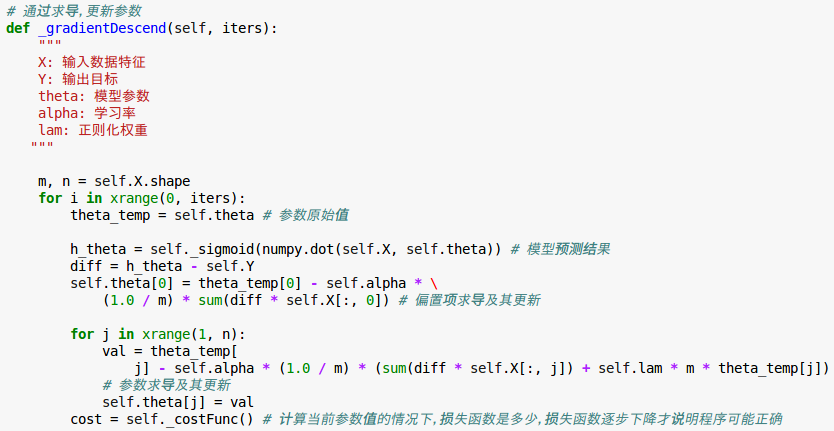 # 通过求导,更新参数
def _gradientDescend(self, iters):
    """
    X: 输入数据特征
    Y: 输出目标
    theta: 模型参数
    alpha: 学习率
    lam: 正则化权重
   """

    m, n = self.X.shape
    for i in xrange(0, iters):
        theta_temp = self.theta # 参数原始值

        h_theta = self._sigmoid(numpy.dot(self.X, self.theta)) # 模型预测结果
        diff = h_theta - self.Y
        self.theta[0] = theta_temp[0] - self.alpha * \
            (1.0 / m) * sum(diff * self.X[:, 0]) # 偏置项求导及其更新

        for j in xrange(1, n):
            val = theta_temp[
                j] - self.alpha * (1.0 / m) * (sum(diff * self.X[:, j]) + self.lam * m * theta_temp[j])
            # 参数求导及其更新
            self.theta[j] = val
        cost = self._costFunc() # 计算当前参数值的情况下,损失函数是多少,损失函数逐步下降才说明程序可能正确